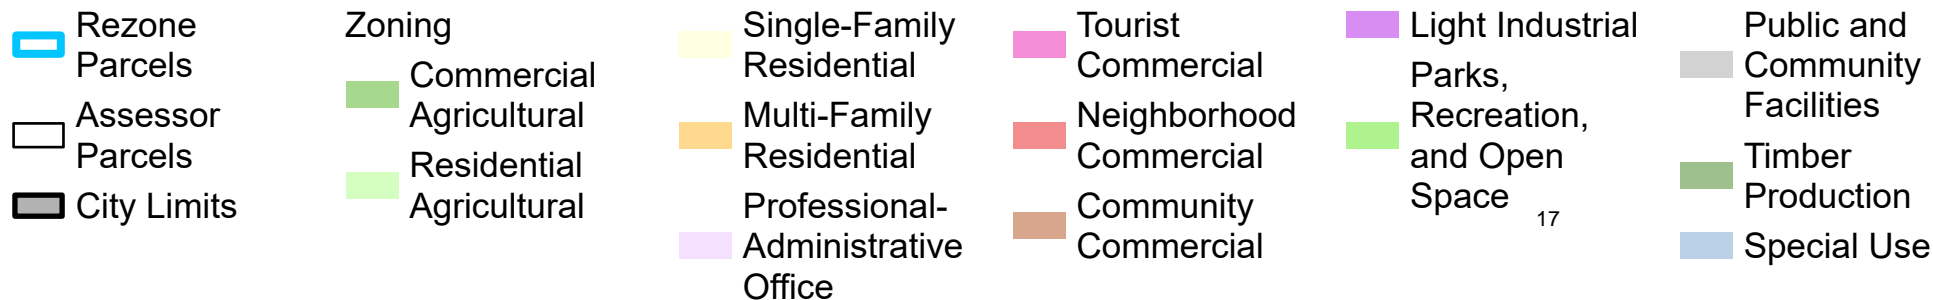 Rezone
Parcels
Assessor
Parcels
City Limits
Zoning
Commercial
Agricultural
Residential
Agricultural
Single-Family
Residential
Multi-Family
Residential
Professional-
Administrative
Office
Tourist
Commercial
Neighborhood
Commercial
Community
Commercial
Light Industrial
Parks,
Recreation,
and Open
Space
17
Public and
Community
Facilities
Timber
Production
Special Use